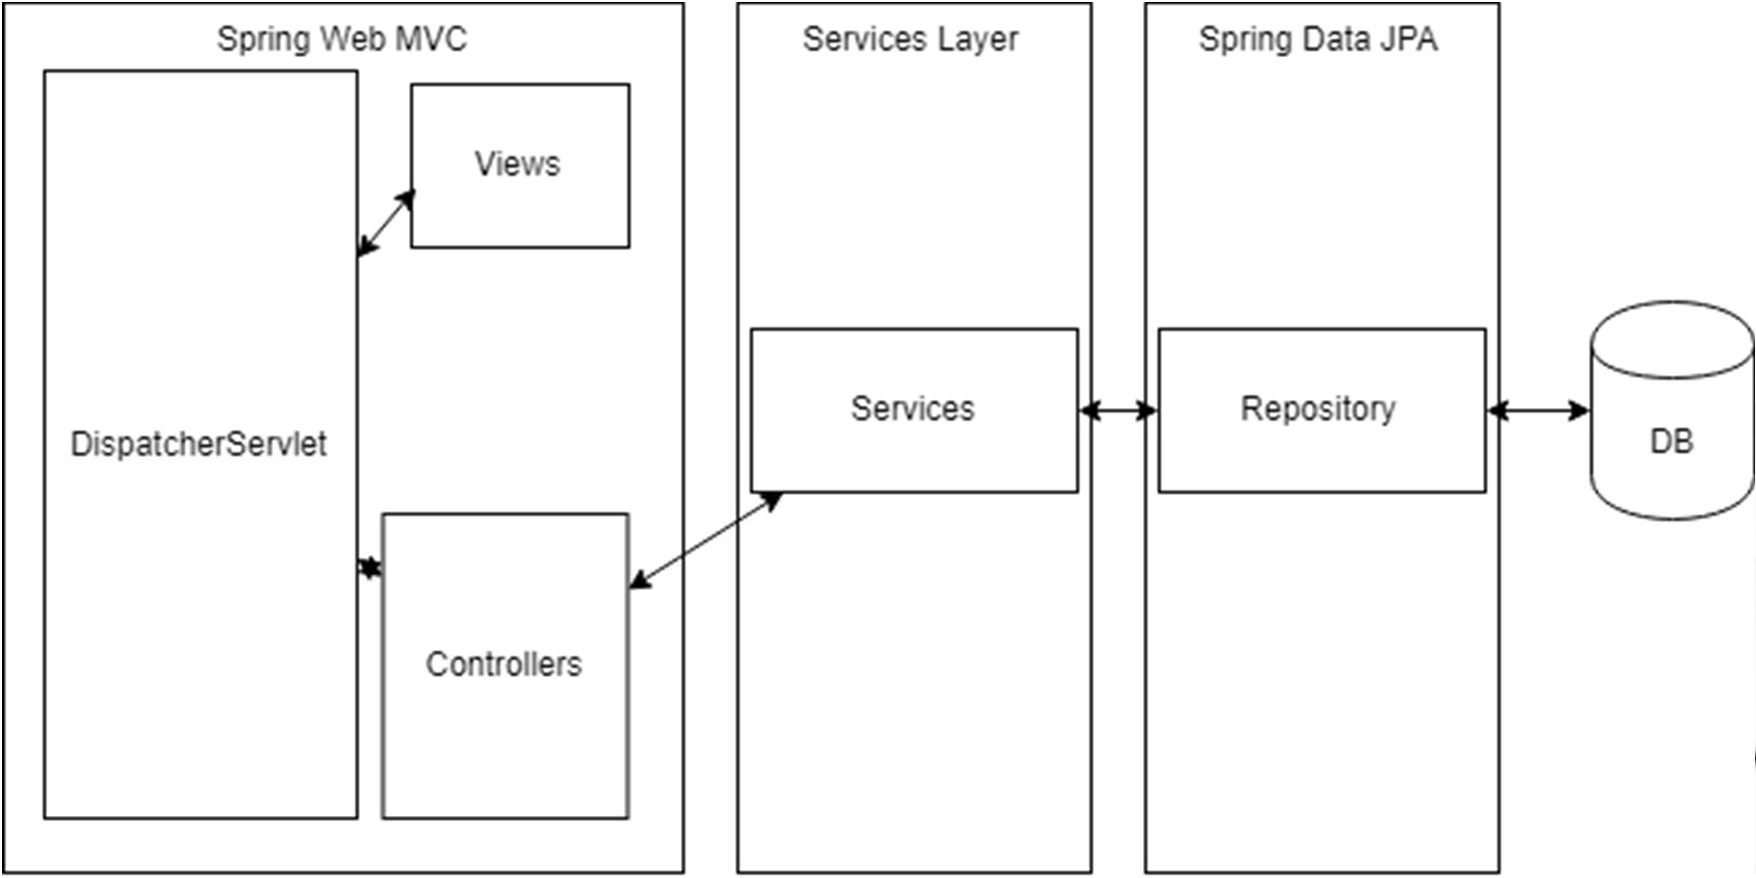 Spring Web MVC
Services Layer
Spring Data JPA
Views
DispatcherServlet
Controllers
Services
Repository
DB